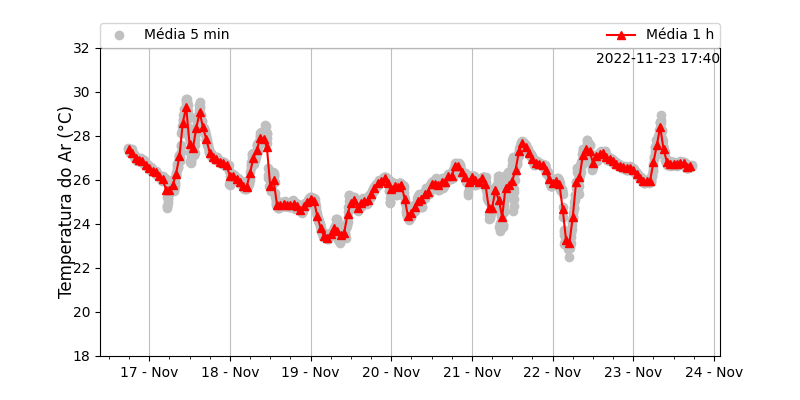 Média 5 min
Média 1 h
2022-11-23 17:40
Temperatura do Ar (°C)
32
30
28
26
24
22
20
18
17 - Nov
18 - Nov
19 - Nov
20 - Nov
21 - Nov
22 - Nov
23 - Nov
24 - Nov